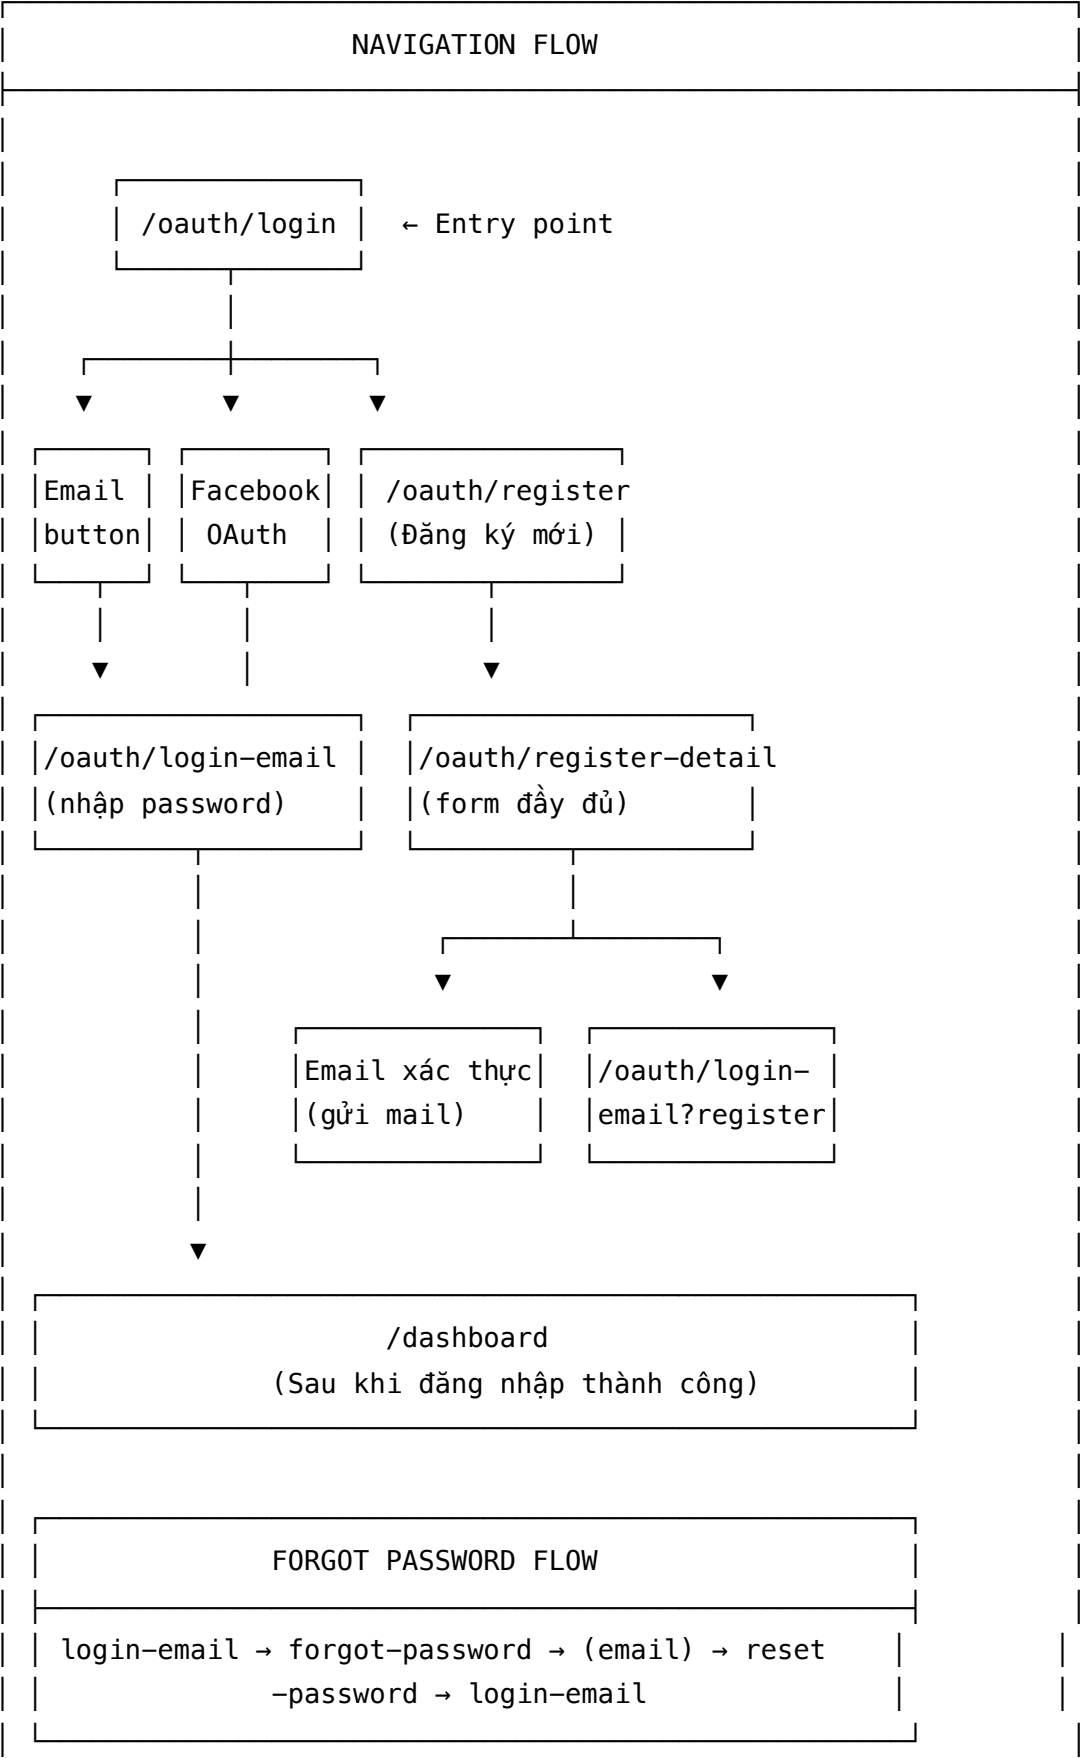 NAVIGATION FLOW
/oauth/login ← Entry point
Email
button
Facebook
OAuth
/oauth/register
(Đăng ký mới)
/oauth/login-email
(nhập password)
/oauth/register-detail
(form đầy đủ)
Email xác thực
(gửi mail)
/oauth/login-
email?register
/dashboard
(Sau khi đăng nhập thành công)
FORGOT PASSWORD FLOW
login-email → forgot-password → (email) → reset
-password → login-email